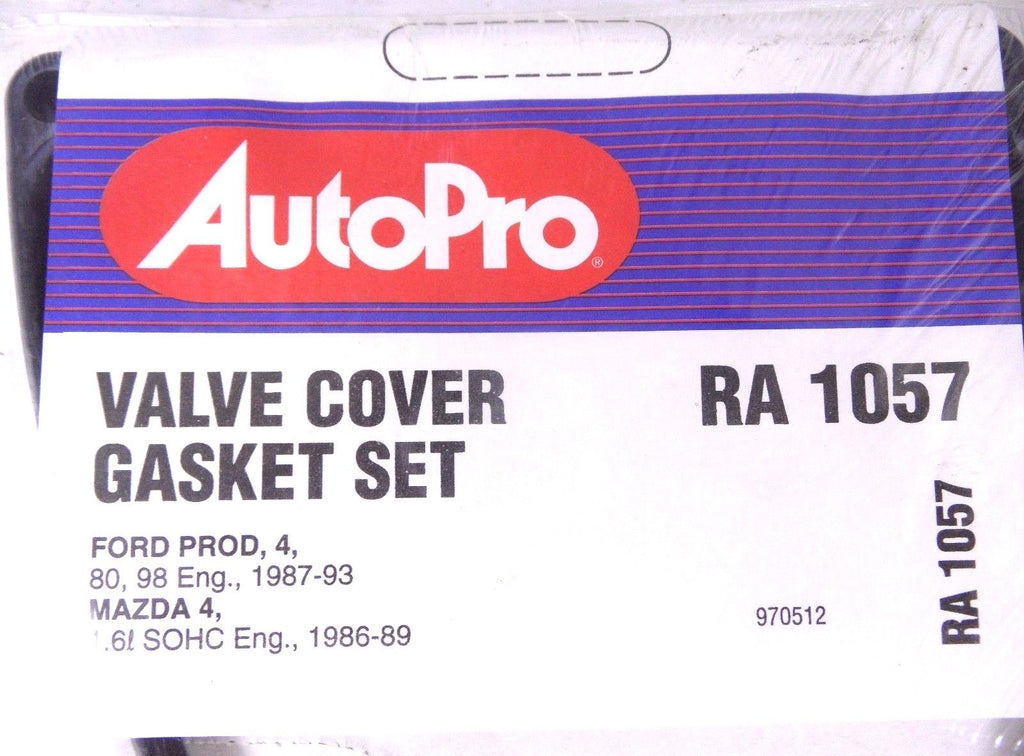 AutoPro®
VALVE COVER
GASKET SET
RA 1057
FORD PROD, 4,
80, 98 Eng., 1987-93
MAZDA 4,
1.6ℓ SOHC Eng., 1986-89
970512
RA 1057